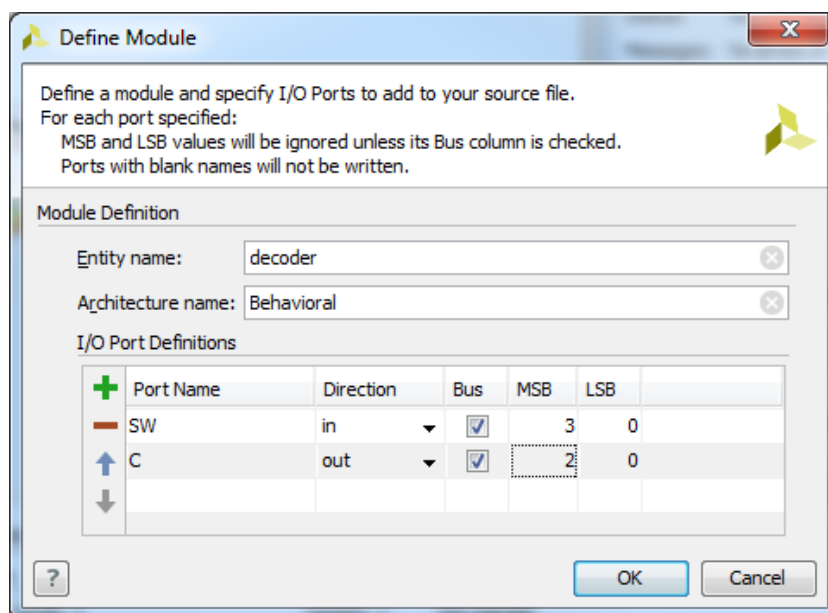 Define Module
Define a module and specify I/O Ports to add to your source file.
For each port specified:
MSB and LSB values will be ignored unless its Bus column is checked.
Ports with blank names will not be written.
Module Definition
Entity name: decoder
Architecture name: Behavioral
I/O Port Definitions
Port Name Direction Bus MSB LSB
SW in 3 0
C out 2 0
? OK Cancel